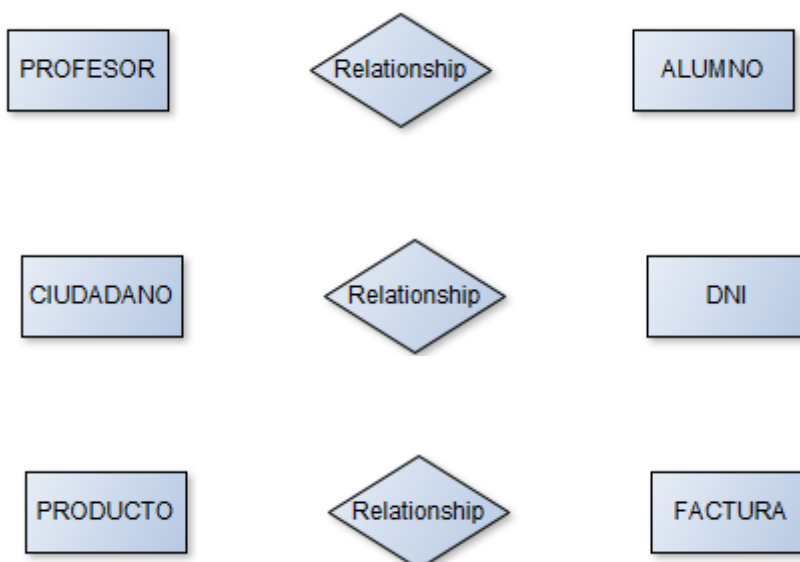 PROFESOR Relationship ALUMNO
CIUDADANO Relationship DNI
PRODUCTO Relationship FACTURA